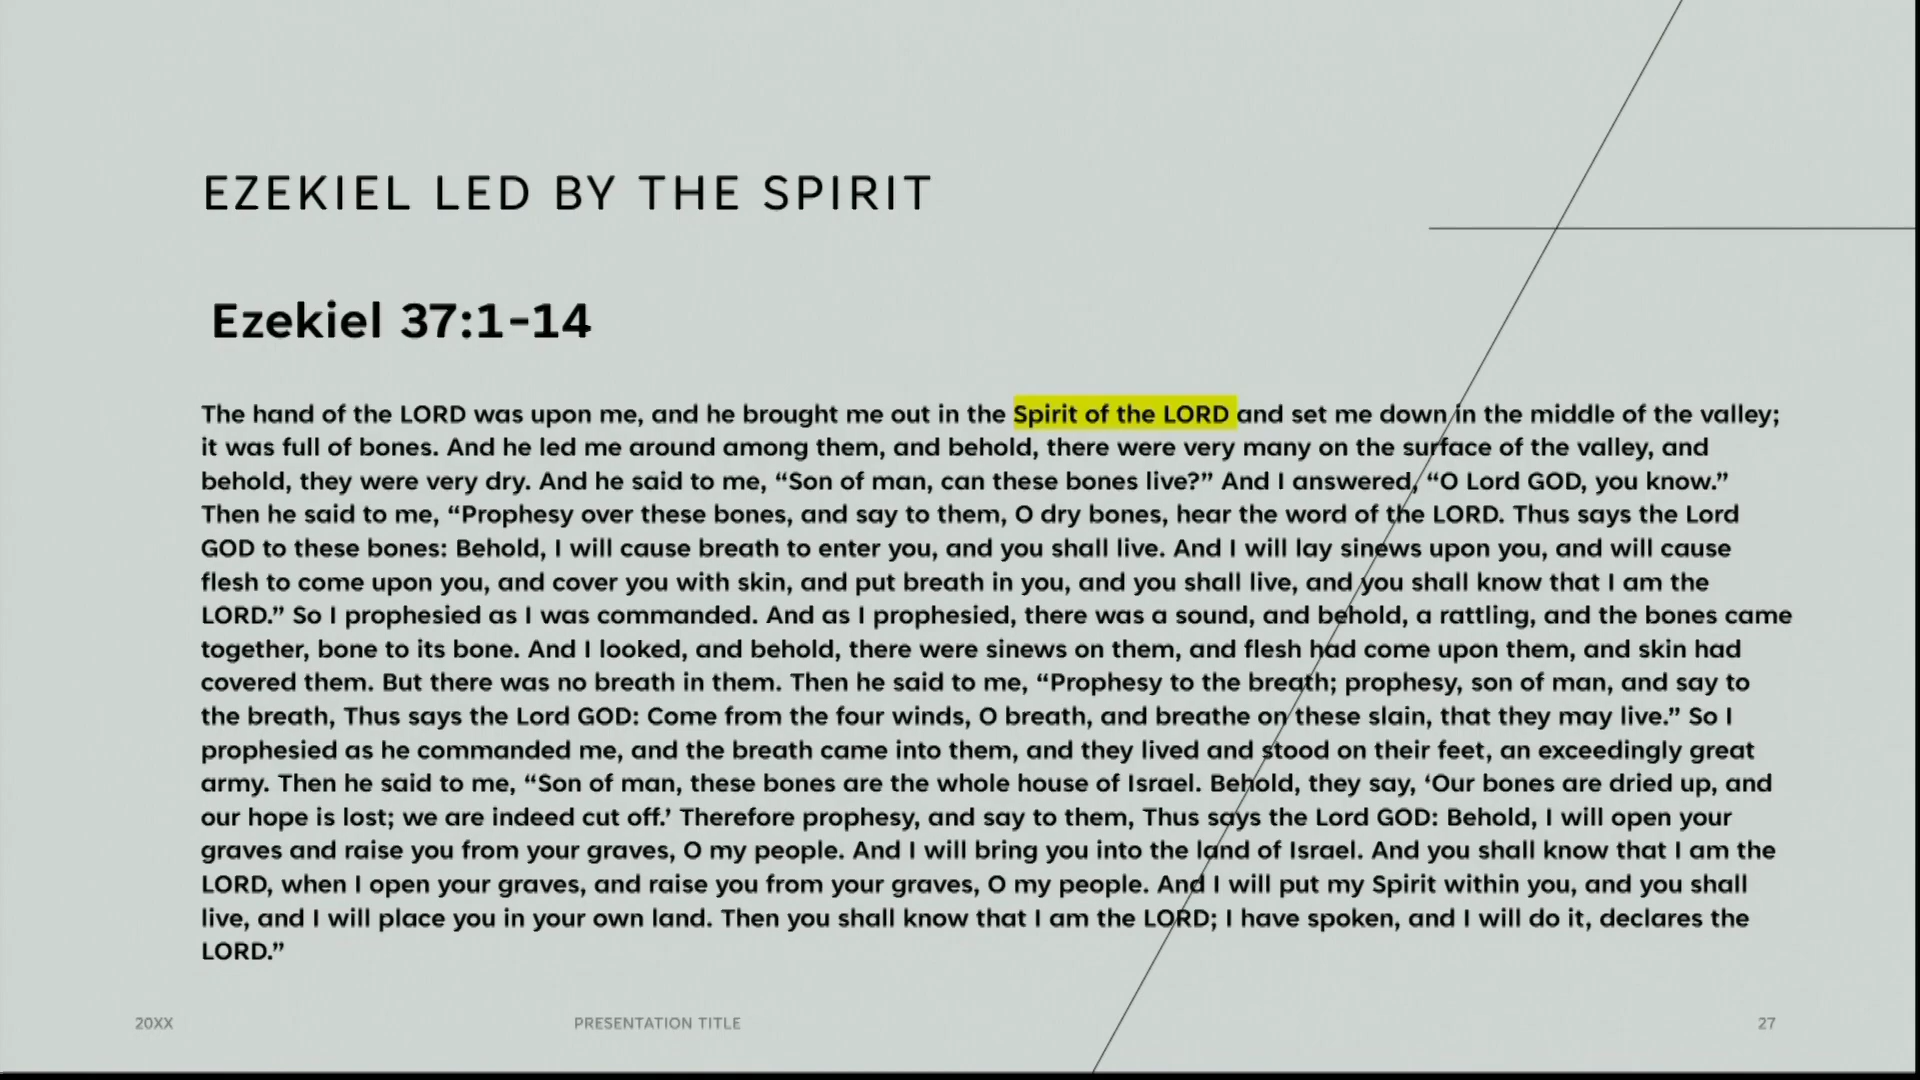 EZEKIEL LED BY THE SPIRIT
Ezekiel 37:1-14
The hand of the LORD was upon me, and he brought me out in the Spirit of the LORD and set me down in the middle of the valley;
it was full of bones. And he led me around among them, and behold, there were very many on the surface of the valley, and
behold, they were very dry. And he said to me, “Son of man, can these bones live?” And I answered, “O Lord GOD, you know.”
Then he said to me, “Prophesy over these bones, and say to them, O dry bones, hear the word of the LORD. Thus says the Lord
GOD to these bones: Behold, I will cause breath to enter you, and you shall live. And I will lay sinews upon you, and will cause
flesh to come upon you, and cover you with skin, and put breath in you, and you shall live, and you shall know that I am the
LORD.” So I prophesied as I was commanded. And as I prophesied, there was a sound, and behold, a rattling, and the bones came
together, bone to its bone. And I looked, and behold, there were sinews on them, and flesh had come upon them, and skin had
covered them. But there was no breath in them. Then he said to me, “Prophesy to the breath; prophesy, son of man, and say to
the breath, Thus says the Lord GOD: Come from the four winds, O breath, and breathe on these slain, that they may live.” So I
prophesied as he commanded me, and the breath came into them, and they lived and stood on their feet, an exceedingly great
army. Then he said to me, “Son of man, these bones are the whole house of Israel. Behold, they say, ‘Our bones are dried up, and
our hope is lost; we are indeed cut off.’ Therefore prophesy, and say to them, Thus says the Lord GOD: Behold, I will open your
graves and raise you from your graves, O my people. And I will bring you into the land of Israel. And you shall know that I am the
LORD, when I open your graves, and raise you from your graves, O my people. And I will put my Spirit within you, and you shall
live, and I will place you in your own land. Then you shall know that I am the LORD; I have spoken, and I will do it, declares the
LORD.”
20XX
PRESENTATION TITLE
27